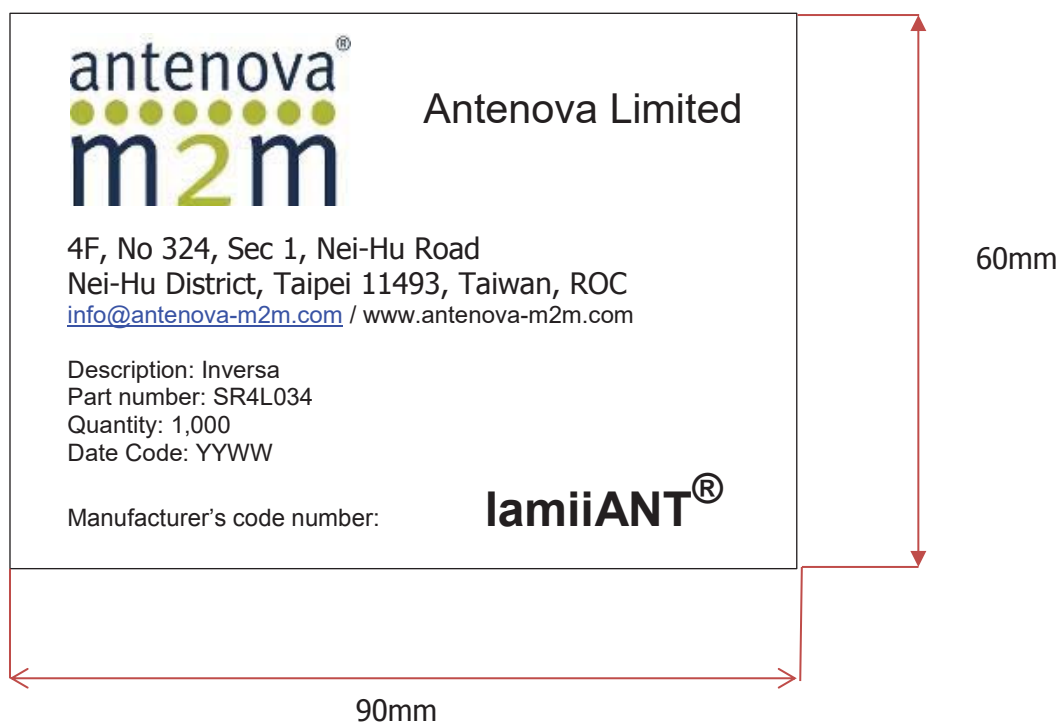 antenova®
m2m
Antenova Limited
4F, No 324, Sec 1, Nei-Hu Road
Nei-Hu District, Taipei 11493, Taiwan, ROC
info@antenova-m2m.com / www.antenova-m2m.com
Description: Inversa
Part number: SR4L034
Quantity: 1,000
Date Code: YYWW
Manufacturer’s code number:
lamiiANT®
60mm
90mm